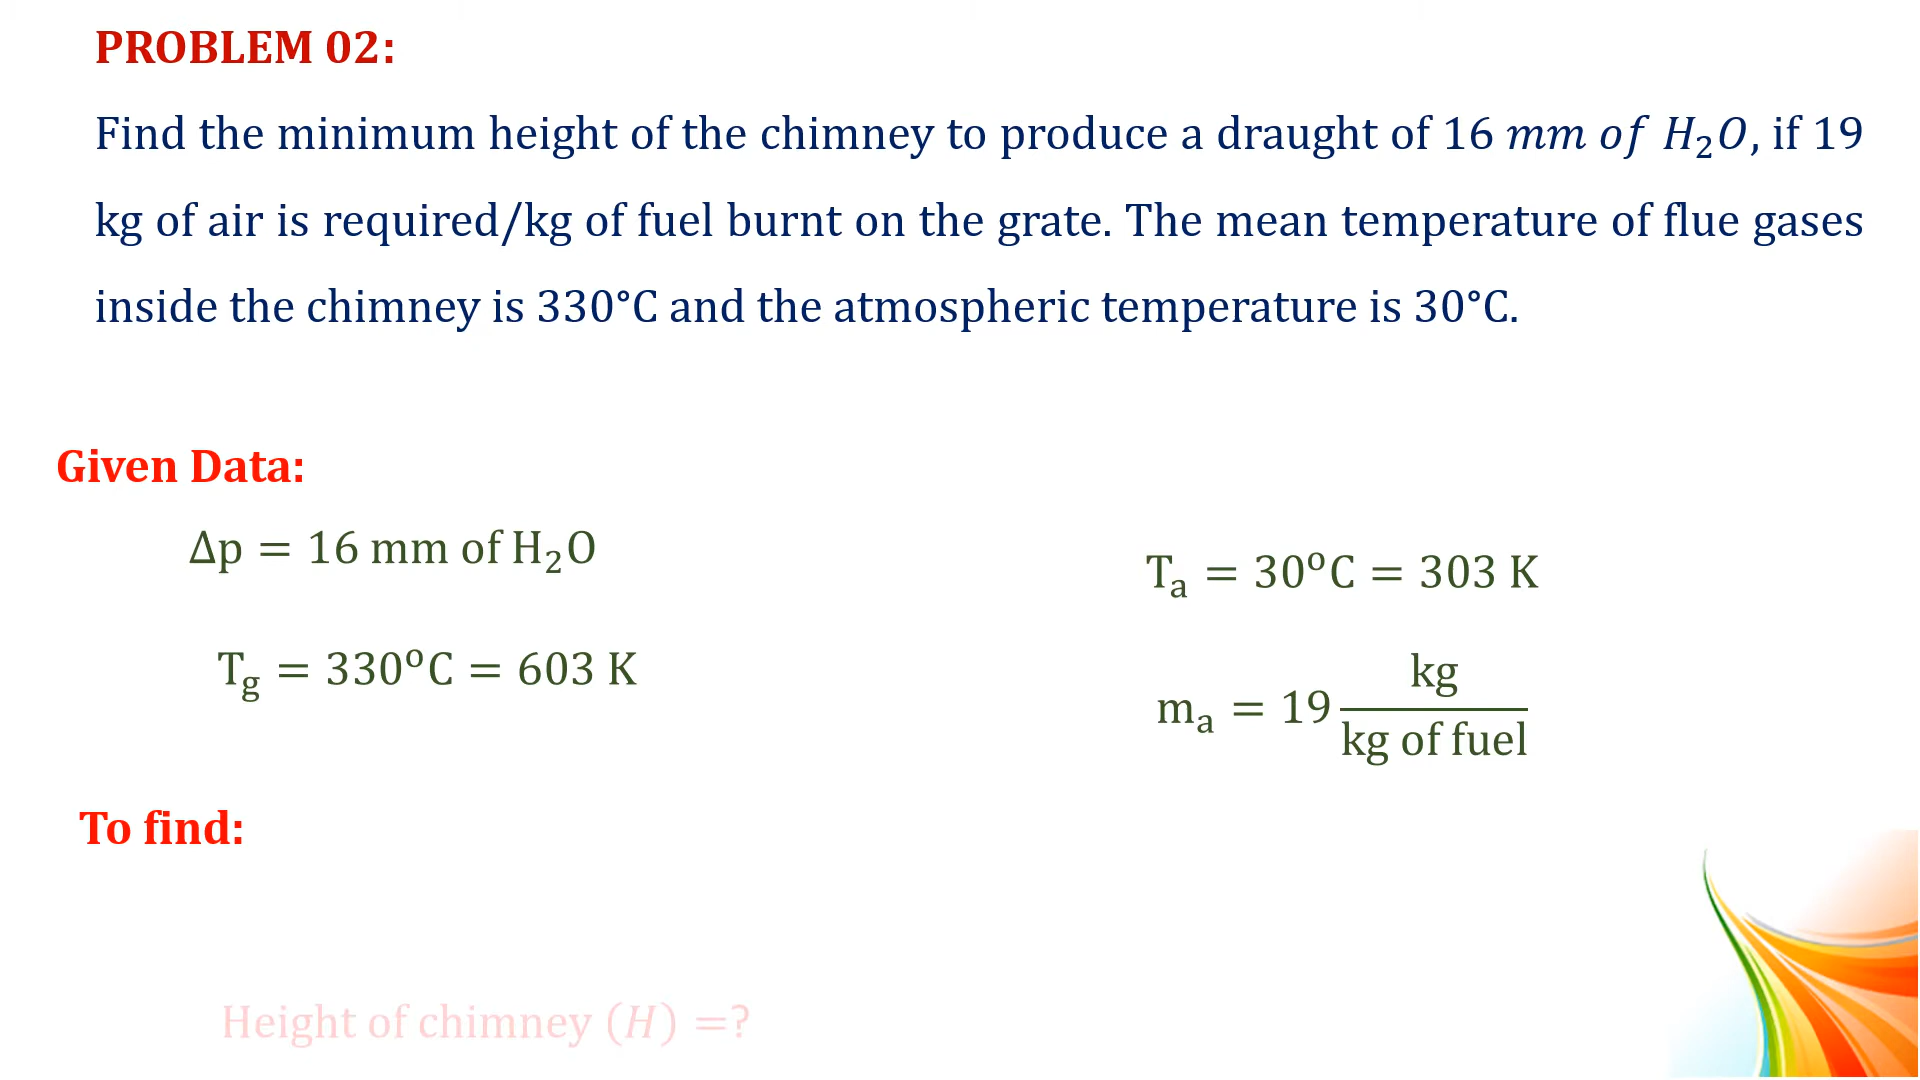 PROBLEM 02:
Find the minimum height of the chimney to produce a draught of 16 mm of H₂O, if 19
kg of air is required/kg of fuel burnt on the grate. The mean temperature of flue gases
inside the chimney is 330°C and the atmospheric temperature is 30°C.
Given Data:
Δp = 16 mm of H₂O
T_g = 330°C = 603 K
T_a = 30°C = 303 K
m_a = 19 kg/kg of fuel
To find:
Height of chimney (H) =?